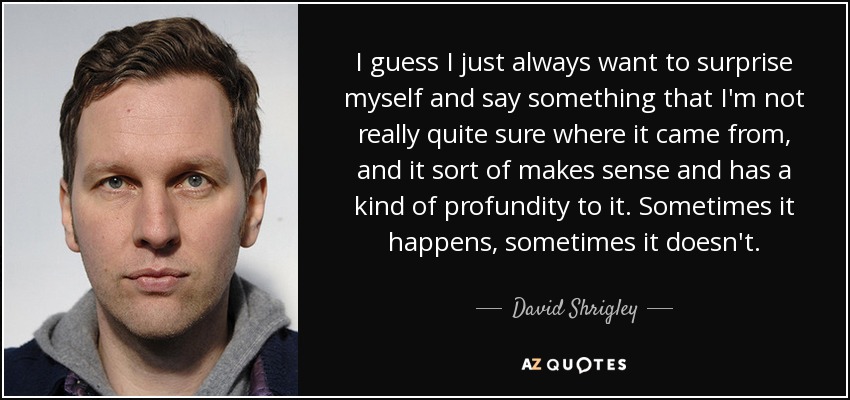 I guess I just always want to surprise
myself and say something that I'm not
really quite sure where it came from,
and it sort of makes sense and has a
kind of profundity to it. Sometimes it
happens, sometimes it doesn't.
David Shrigley
AZ QUOTES